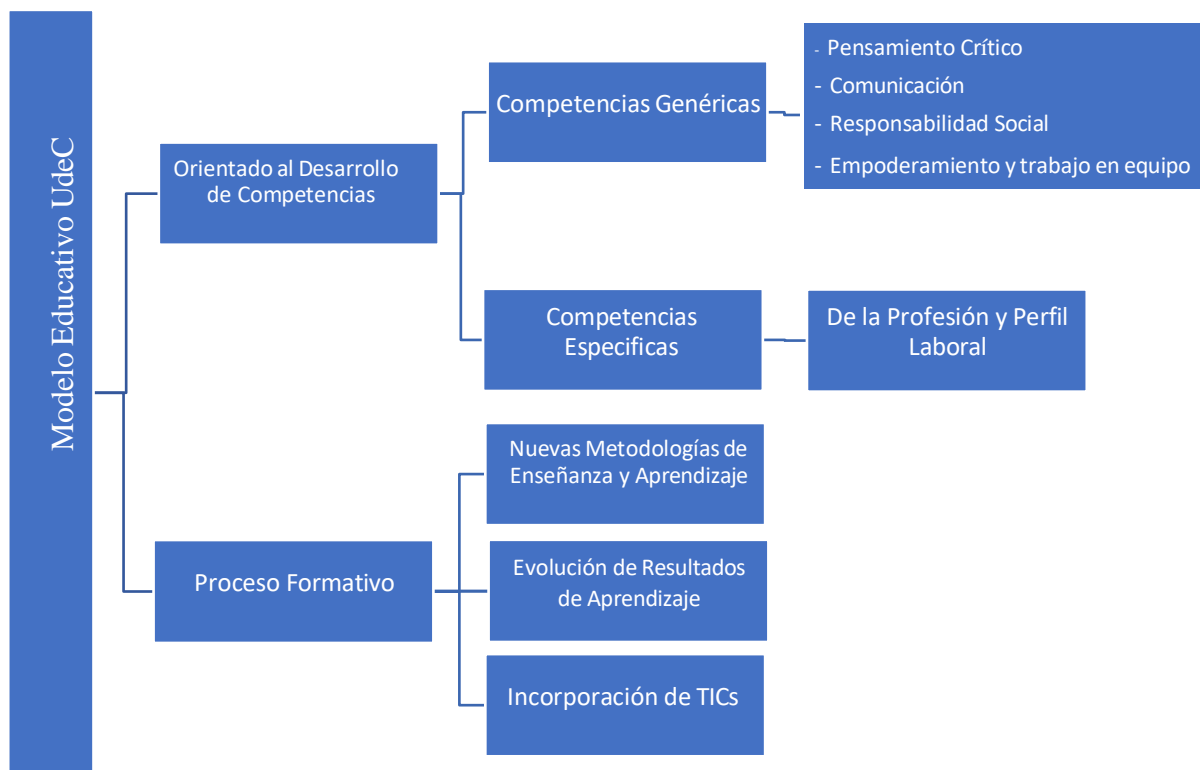 Modelo Educativo UdeC
Orientado al Desarrollo
de Competencias
Competencias Genéricas
- Pensamiento Crítico
- Comunicación
- Responsabilidad Social
- Empoderamiento y trabajo en equipo
Competencias
Especificas
De la Profesión y Perfil
Laboral
Proceso Formativo
Nuevas Metodologías de
Enseñanza y Aprendizaje
Evolución de Resultados
de Aprendizaje
Incorporación de TICs